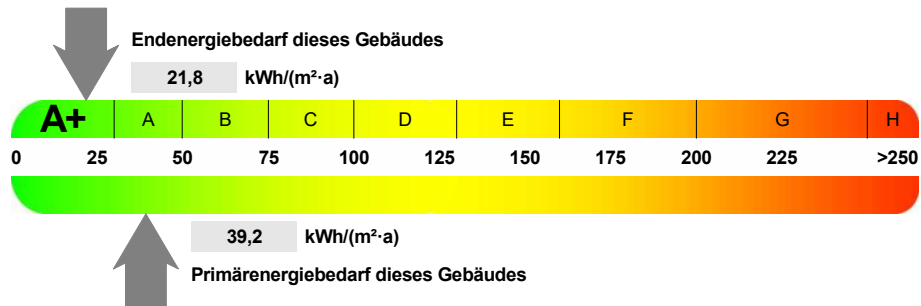 Endenergiebedarf dieses Gebäudes
21,8 kWh/(m²·a)
A+ A B C D E F G H
0 25 50 75 100 125 150 175 200 225 >250
39,2 kWh/(m²·a)
Primärenergiebedarf dieses Gebäudes